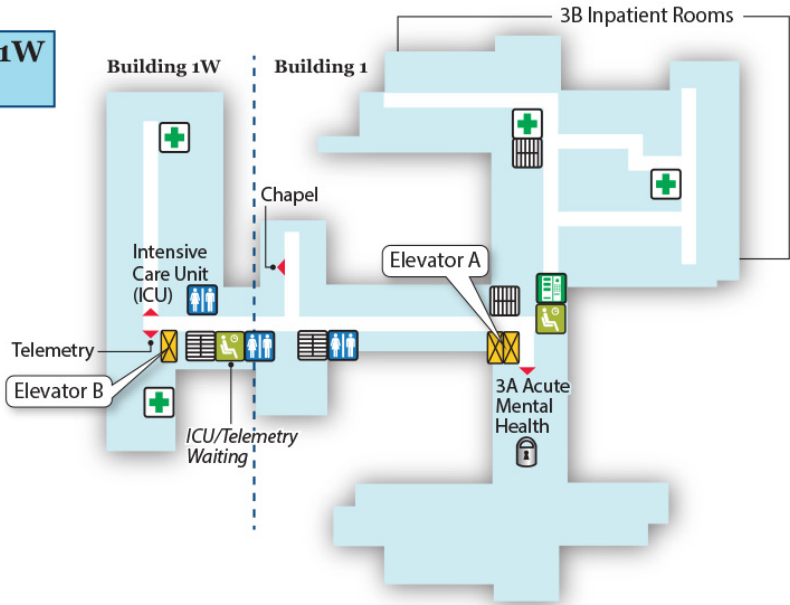 1W
3B Inpatient Rooms
Building 1W
Building 1
Chapel
Intensive
Care Unit
(ICU)
Elevator A
Telemetry
Elevator B
3A Acute
Mental
Health
ICU/Telemetry
Waiting